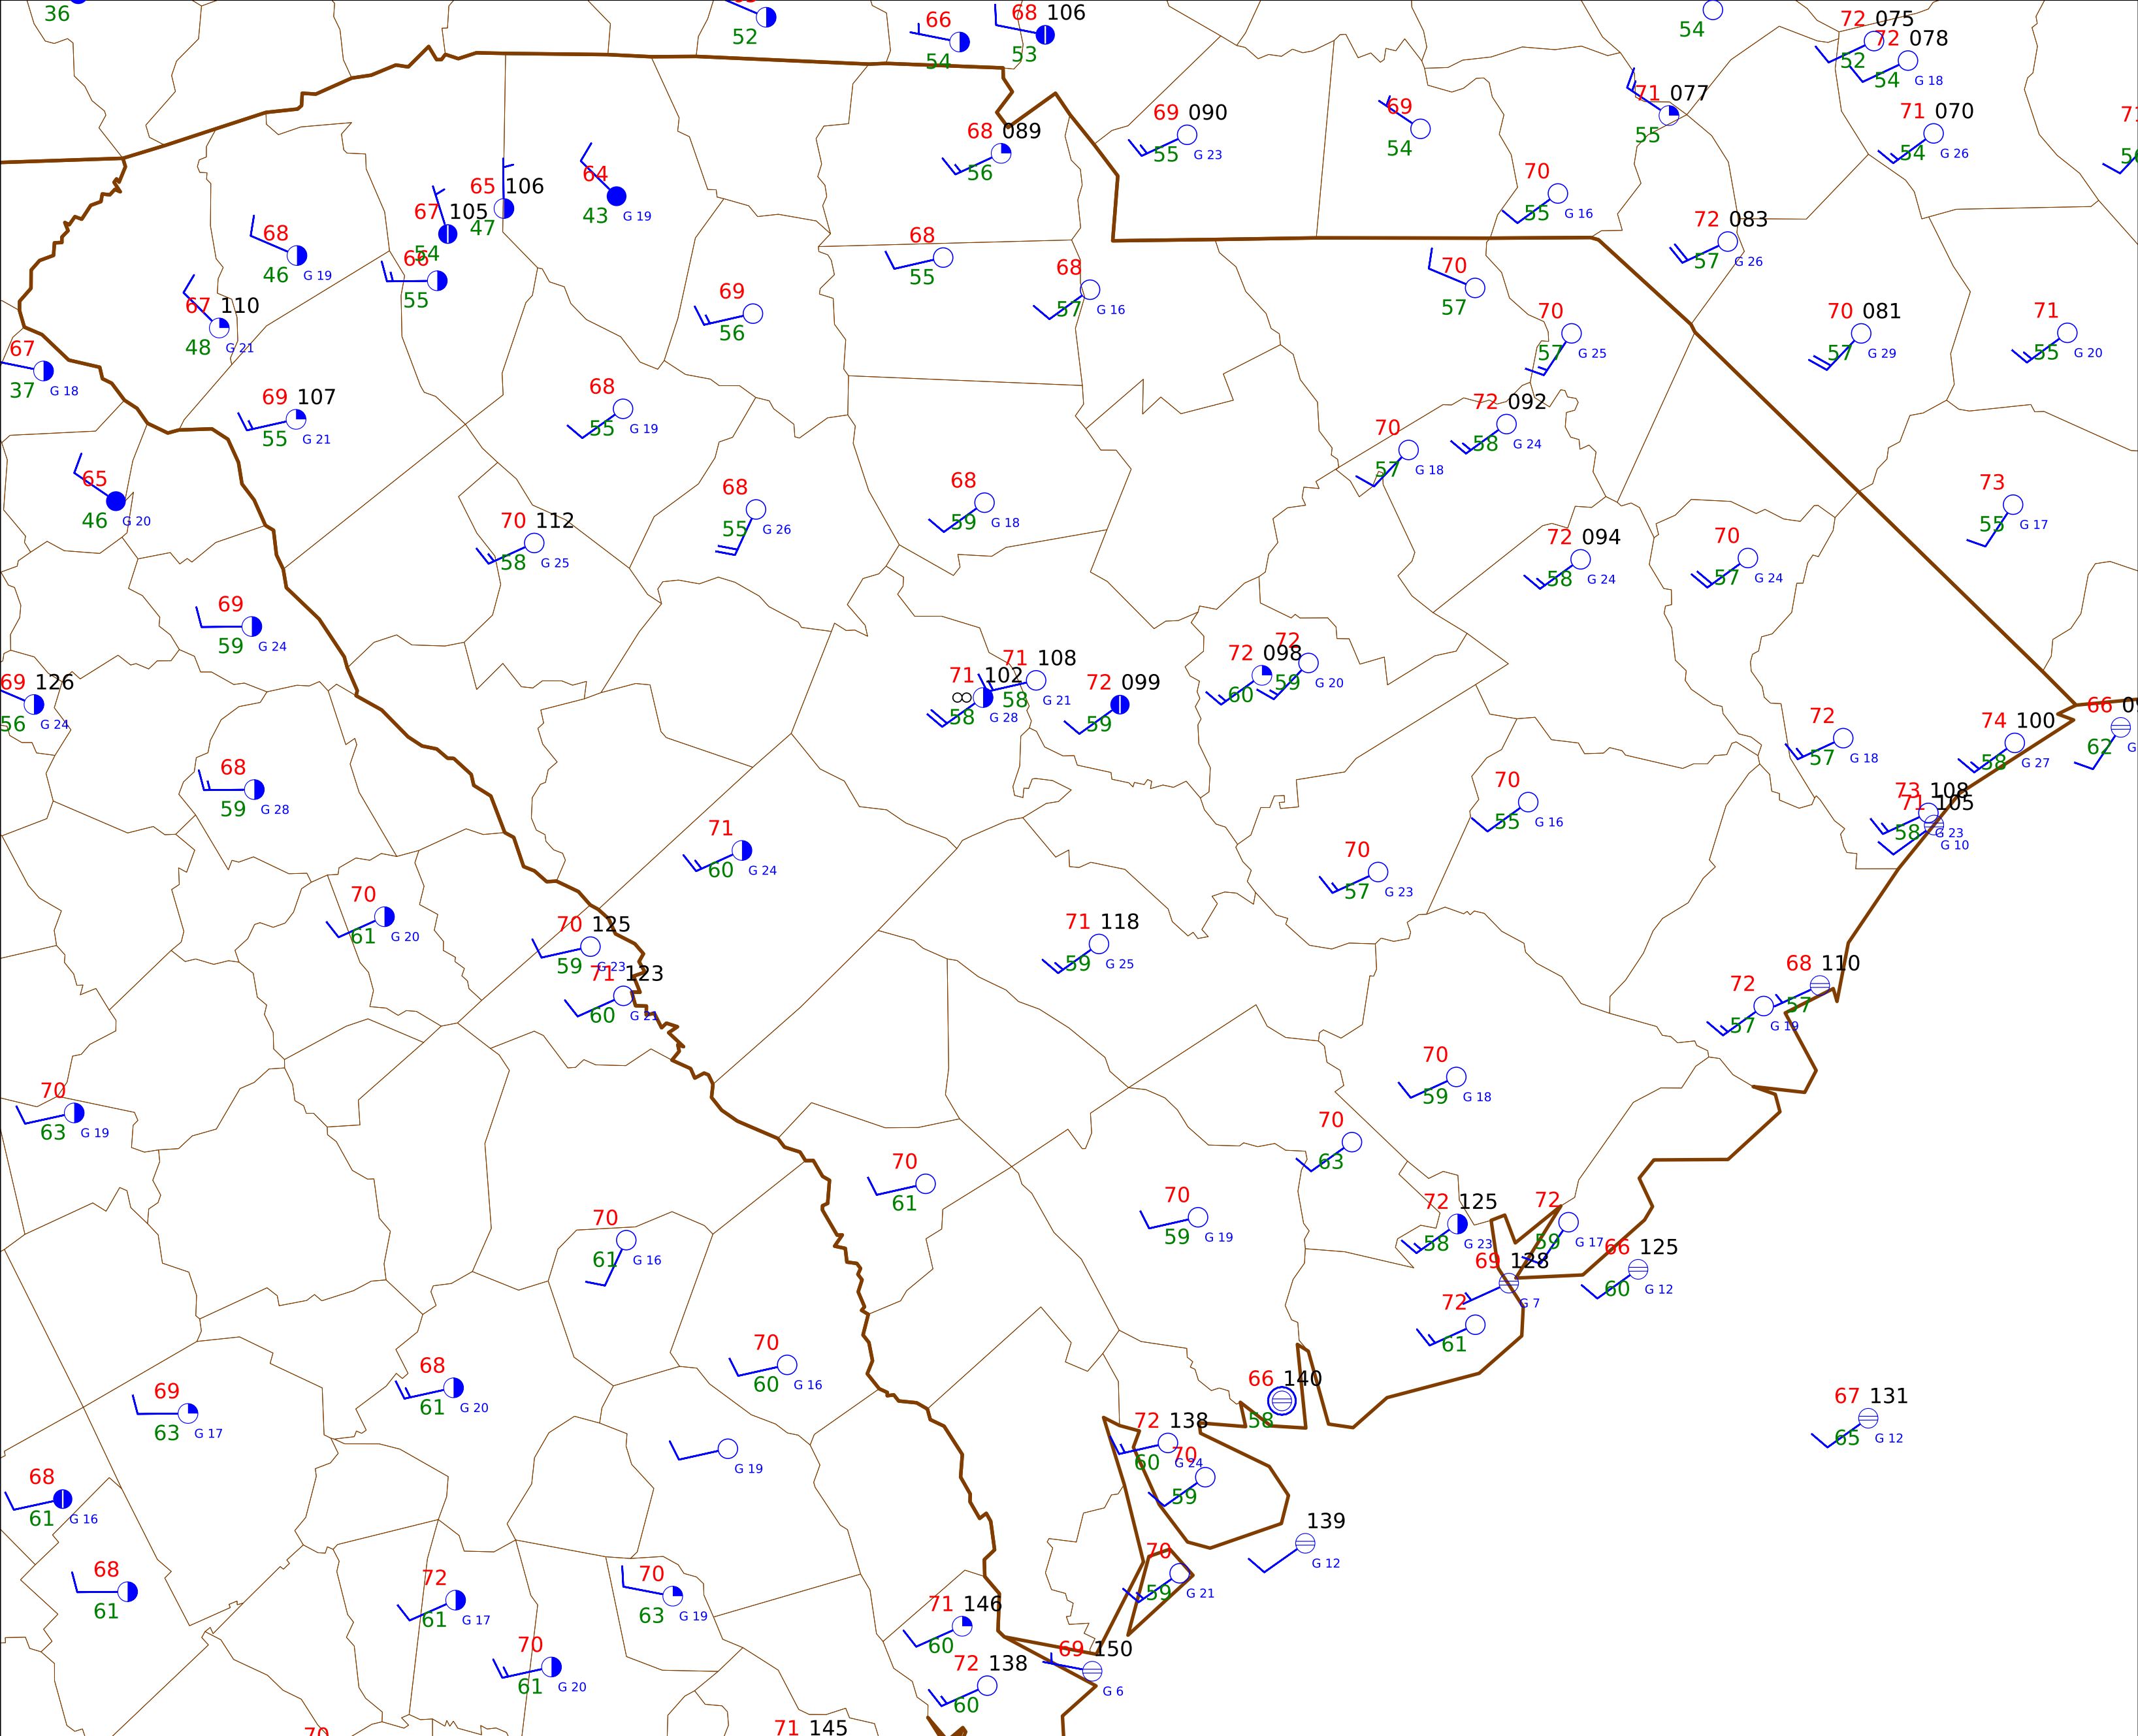 36
52
66
54
68 106
53
54
72 075
52
72 078
54 G 18
69 090
55 G 23
68 089
56
69
54
71 077
55
71 070
54 G 26
65 106
47
64
43 G 19
67 105
54
68
46 G 19
66
55
70
55 G 16
72
57 G 26
083
68
55
68
57 G 16
70
57
67 110
48 G 21
69
56
70
57 G 25
70 081
57 G 29
71
55 G 20
67
37 G 18
69 107
55 G 21
68
55 G 19
72 092
58 G 24
70
57 G 18
65
46 G 20
68
55 G 26
68
59 G 18
73
55 G 17
70 112
58 G 25
72 094
58 G 24
70
57 G 24
69
59 G 24
69 126
56 G 24
71 102
58 G 28
71 108
58 G 21
72 099
59
72 098
60
72
59 G 20
72
57 G 18
74 100
58 G 27
66
62
68
59 G 28
70
55 G 16
73 108
71 105
58 G 23
G 10
71
60 G 24
70
57 G 23
70
61 G 20
70 125
59 G 23
71 118
59 G 25
71 123
60 G 21
68 110
57
72
57 G 19
70
63 G 19
70
59 G 18
70
63
70
61
70
59 G 19
72 125
58 G 23
72
59 G 17
70
61 G 16
66 125
60 G 12
69 128
G 7
72
61
70
60 G 16
68
61 G 20
69
63 G 17
66 140
58
67 131
65 G 12
72 138
60 G 24
70
59
G 19
68
61 G 16
139
G 12
68
61
72
61 G 17
70
63 G 19
70
59 G 21
71 146
60
70
61 G 20
69 150
G 6
72 138
60
70
71 145